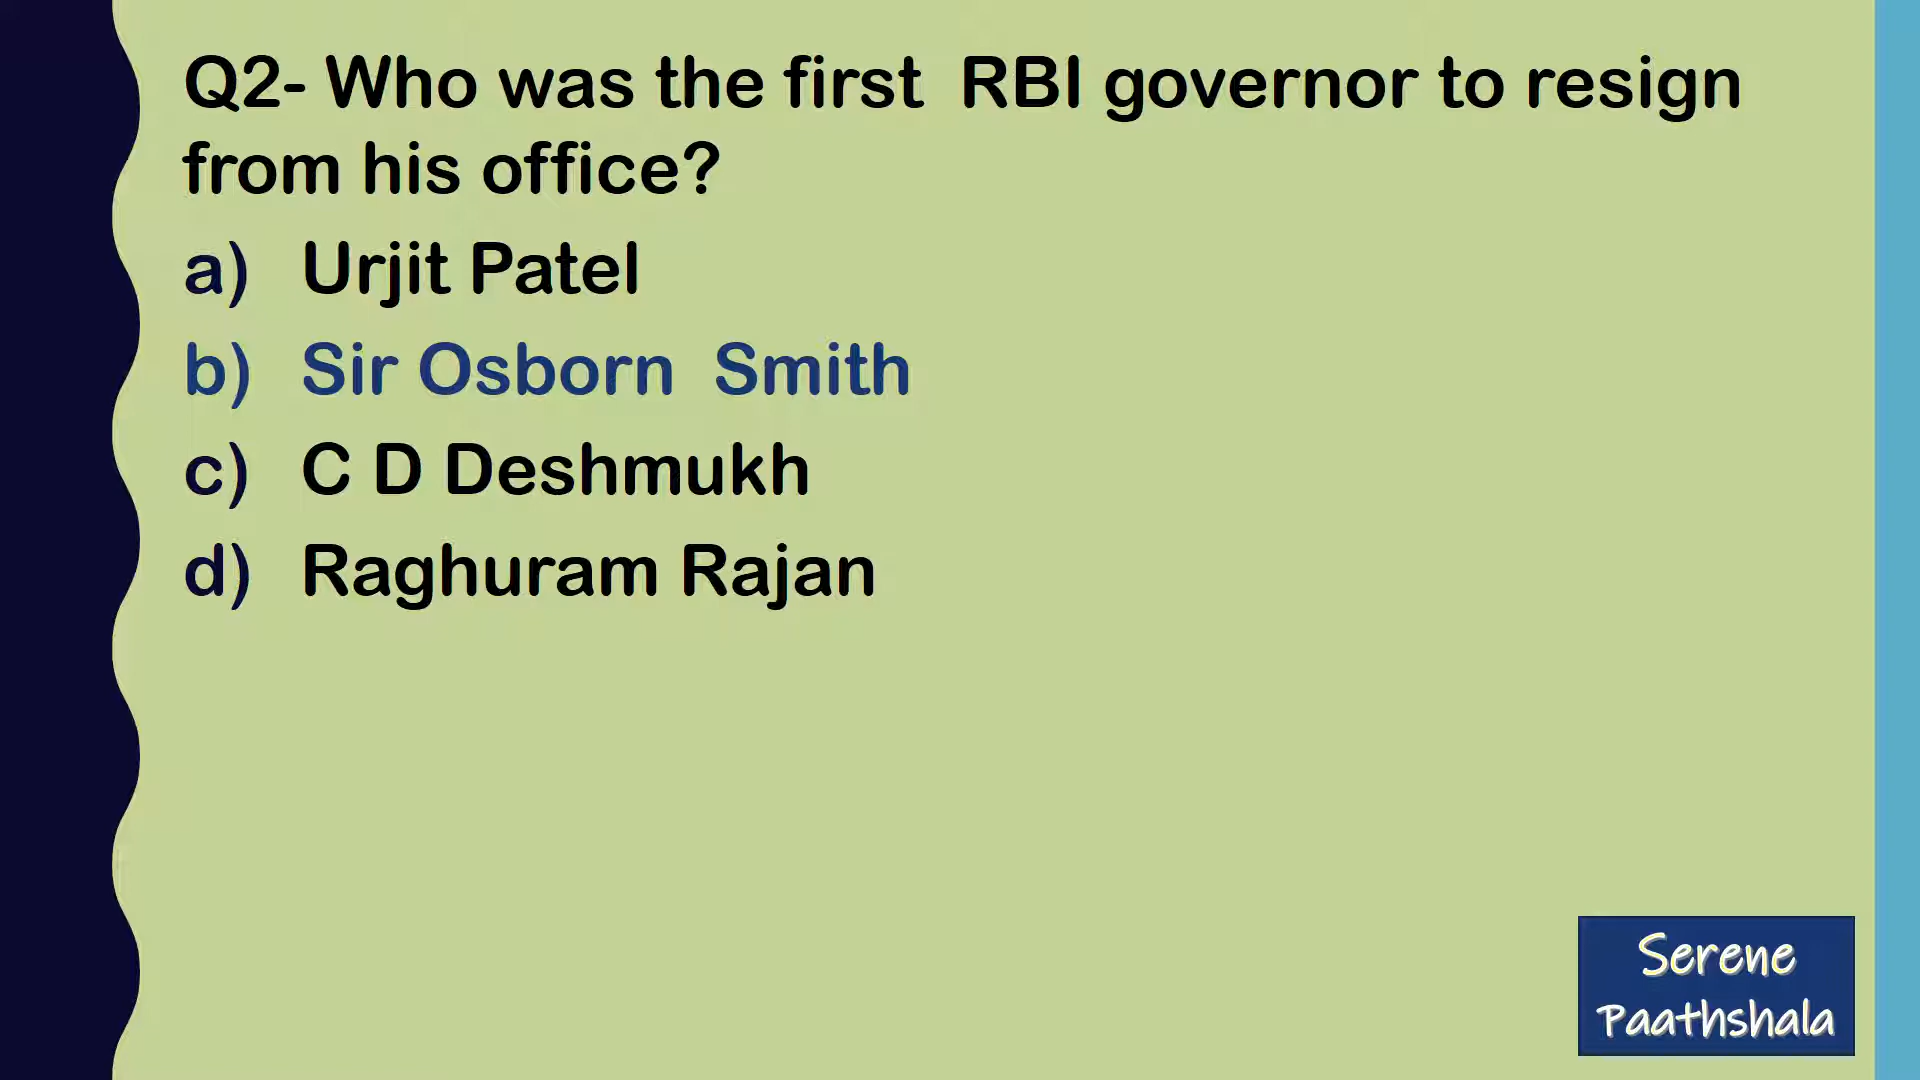 Q2- Who was the first RBI governor to resign
from his office?
a) Urjit Patel
b) Sir Osborn Smith
c) C D Deshmukh
d) Raghuram Rajan
Serene
Paathshala